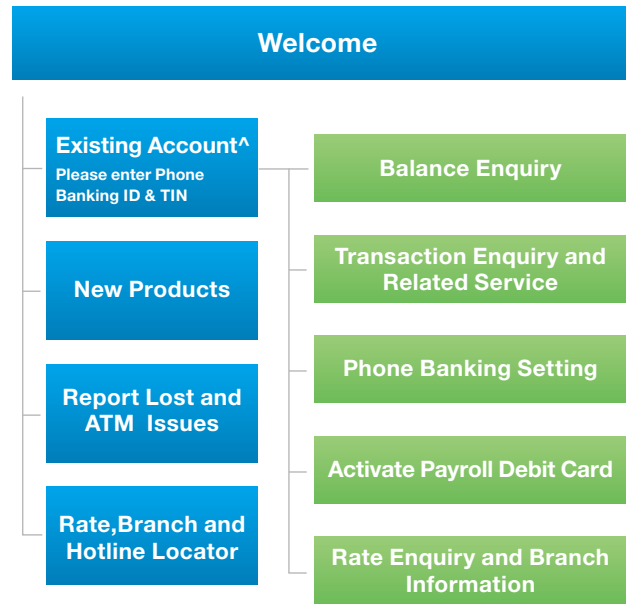 Welcome
Existing Account^
Please enter Phone
Banking ID & TIN
New Products
Report Lost and
ATM Issues
Rate,Branch and
Hotline Locator
Balance Enquiry
Transaction Enquiry and
Related Service
Phone Banking Setting
Activate Payroll Debit Card
Rate Enquiry and Branch
Information